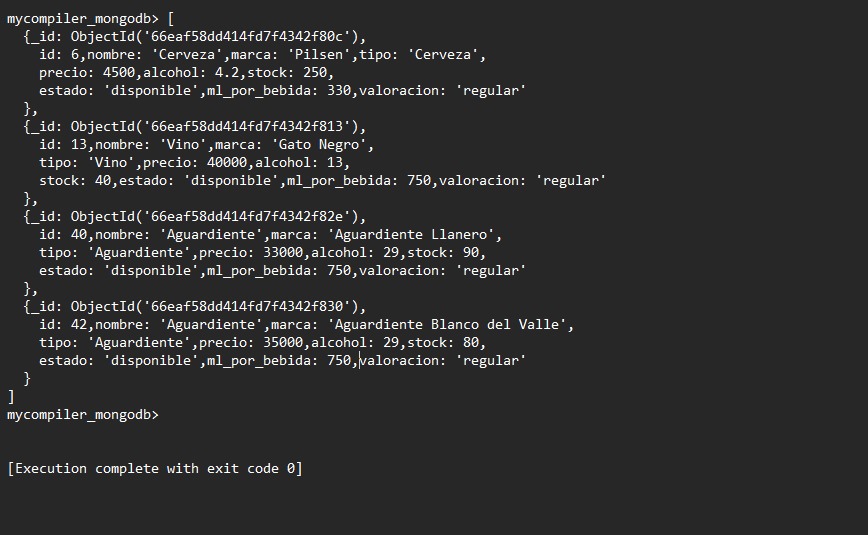 mycompiler_mongodb> [
  {_id: ObjectId('66eaf58dd414fd7f4342f80c'),
    id: 6,nombre: 'Cerveza',marca: 'Pilsen',tipo: 'Cerveza',
    precio: 4500,alcohol: 4.2,stock: 250,
    estado: 'disponible',ml_por_bebida: 330,valoracion: 'regular'
  },
  {_id: ObjectId('66eaf58dd414fd7f4342f813'),
    id: 13,nombre: 'Vino',marca: 'Gato Negro',
    tipo: 'Vino',precio: 40000,alcohol: 13,
    stock: 40,estado: 'disponible',ml_por_bebida: 750,valoracion: 'regular'
  },
  {_id: ObjectId('66eaf58dd414fd7f4342f82e'),
    id: 40,nombre: 'Aguardiente',marca: 'Aguardiente Llanero',
    tipo: 'Aguardiente',precio: 33000,alcohol: 29,stock: 90,
    estado: 'disponible',ml_por_bebida: 750,valoracion: 'regular'
  },
  {_id: ObjectId('66eaf58dd414fd7f4342f830'),
    id: 42,nombre: 'Aguardiente',marca: 'Aguardiente Blanco del Valle',
    tipo: 'Aguardiente',precio: 35000,alcohol: 29,stock: 80,
    estado: 'disponible',ml_por_bebida: 750,valoracion: 'regular'
  }
]
mycompiler_mongodb>
[Execution complete with exit code 0]